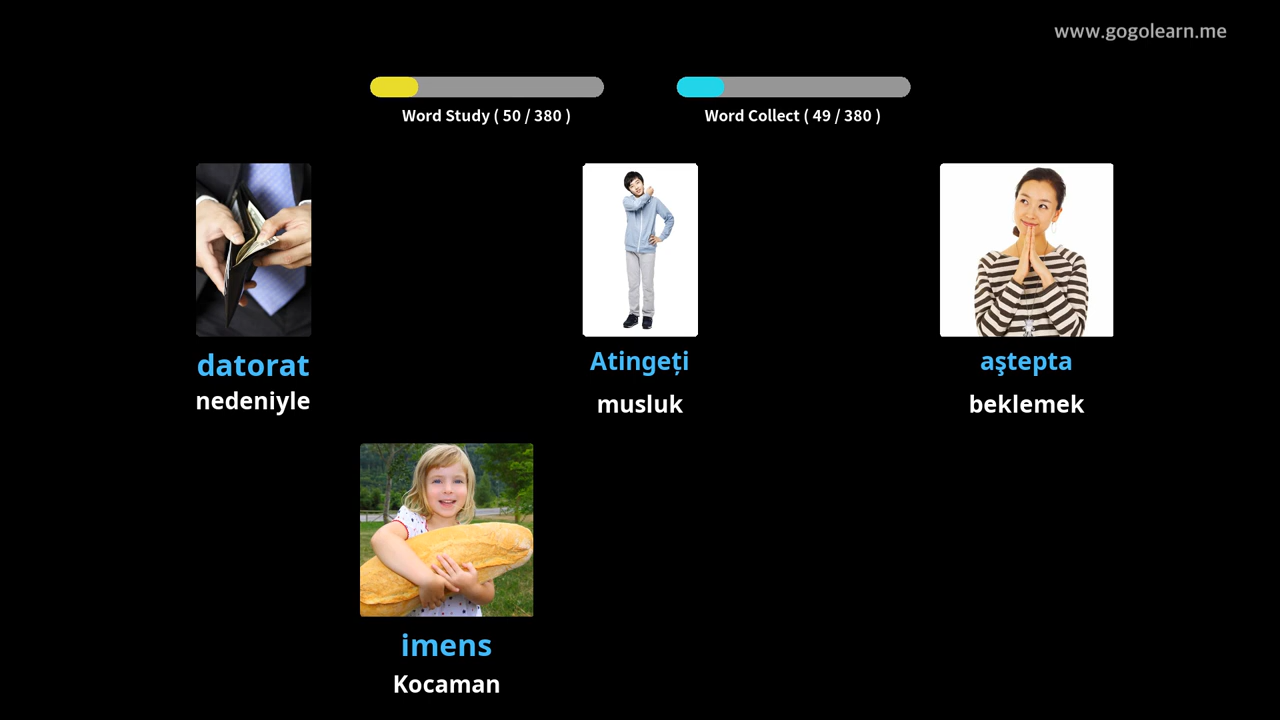 www.gogolearn.me
Word Study ( 50 / 380 )
Word Collect ( 49 / 380 )
datorat
nedeniyle
Atingeți
musluk
aştepta
beklemek
imens
Kocaman